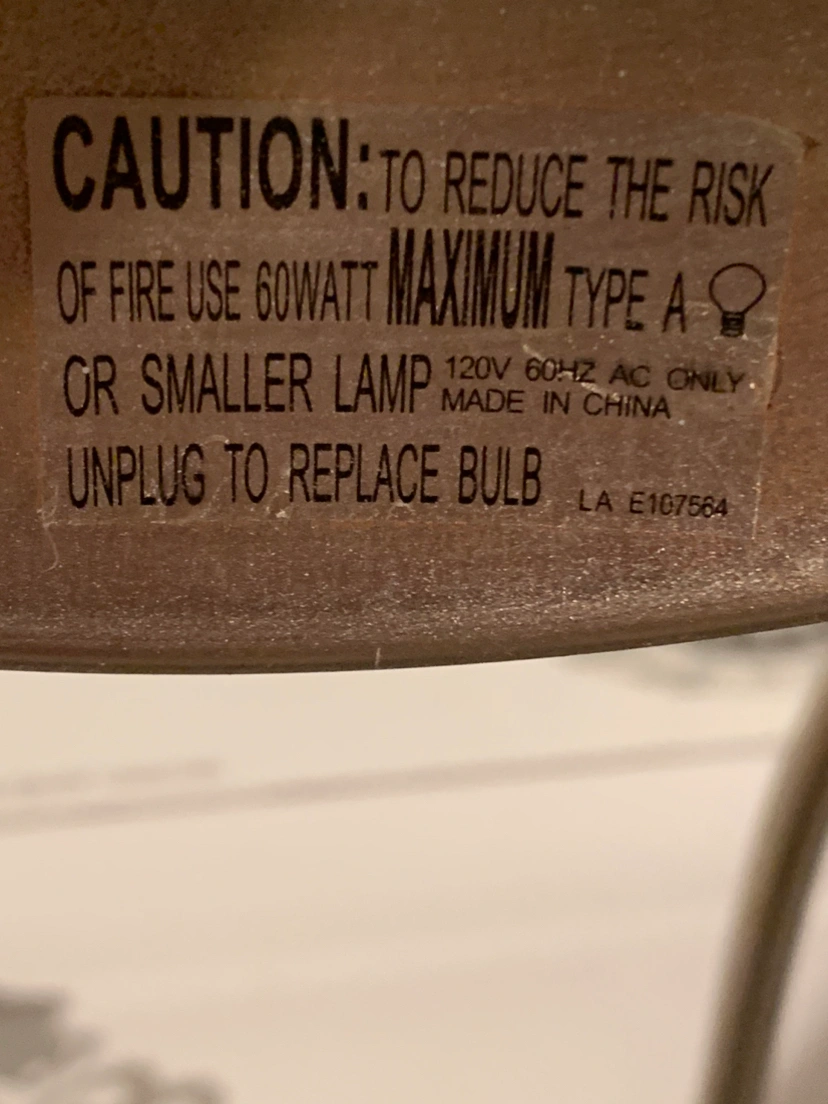 CAUTION: TO REDUCE THE RISK
OF FIRE USE 60WATT MAXIMUM TYPE A
OR SMALLER LAMP 120V 60HZ AC ONLY
MADE IN CHINA
UNPLUG TO REPLACE BULB LA E107564